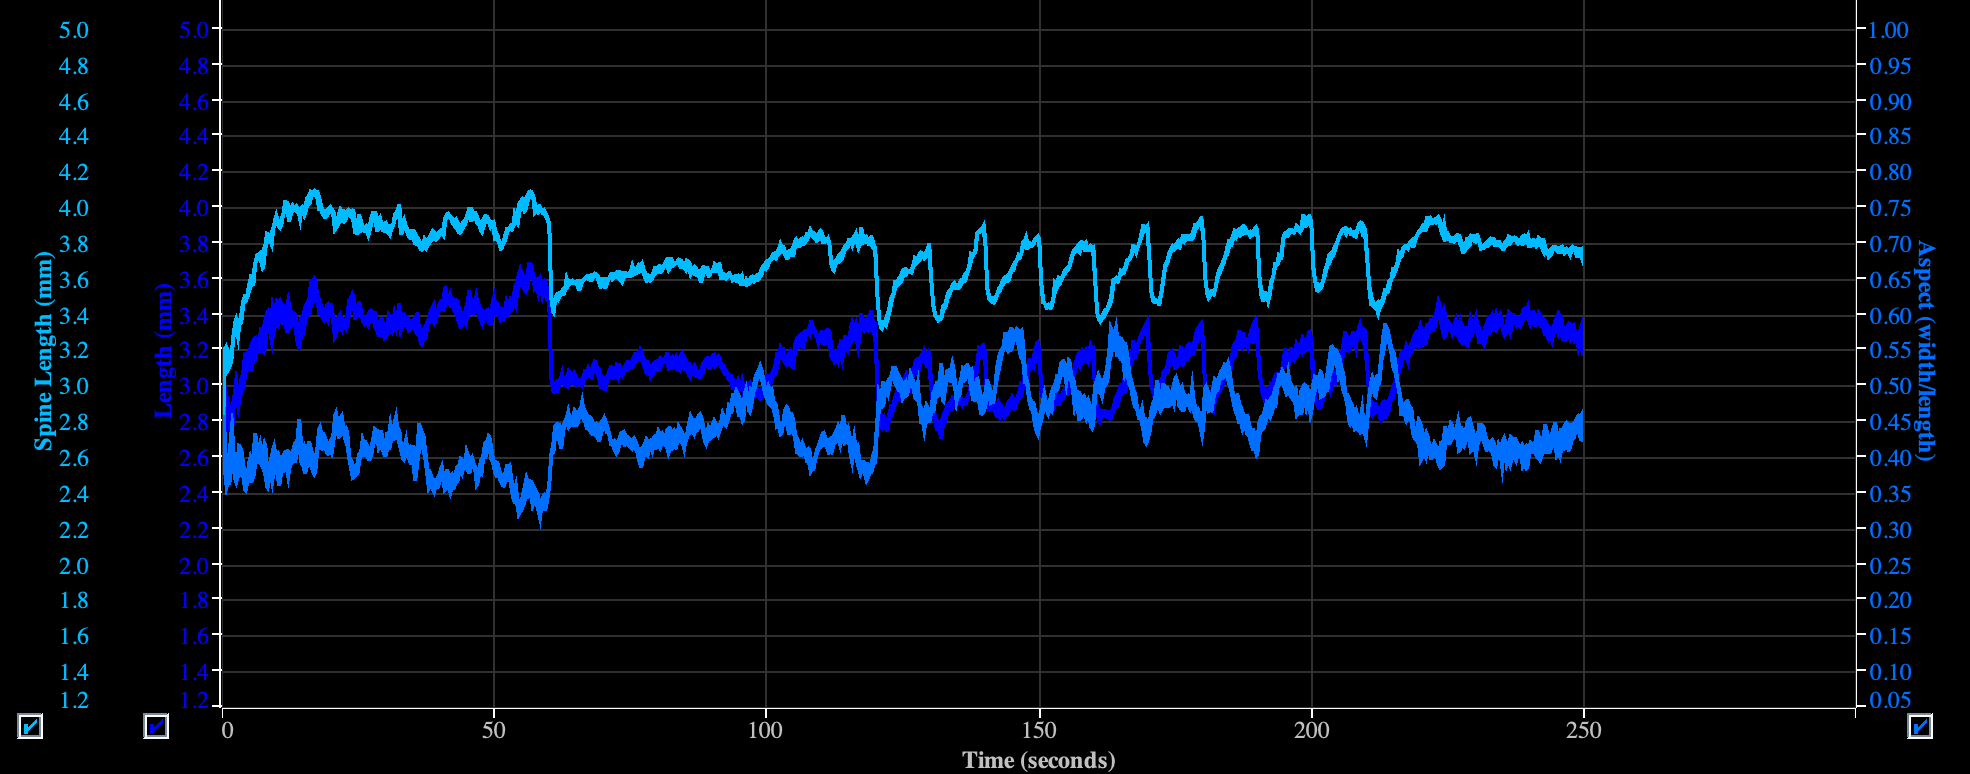 5.0 5.0 1.00
4.8 4.8 0.95
4.6 4.6 0.90
4.4 4.4 0.85
4.2 4.2 0.80
4.0 4.0 0.75
3.8 3.8 0.70
3.6 3.6 0.65
3.4 3.4 0.60
3.2 3.2 0.55
3.0 3.0 0.50
2.8 2.8 0.45
2.6 2.6 0.40
2.4 2.4 0.35
2.2 2.2 0.30
2.0 2.0 0.25
1.8 1.8 0.20
1.6 1.6 0.15
1.4 1.4 0.10
1.2 1.2 0.05
Spine Length (mm)
Length (mm)
Aspect (width/length)
0 50 100 150 200 250
Time (seconds)